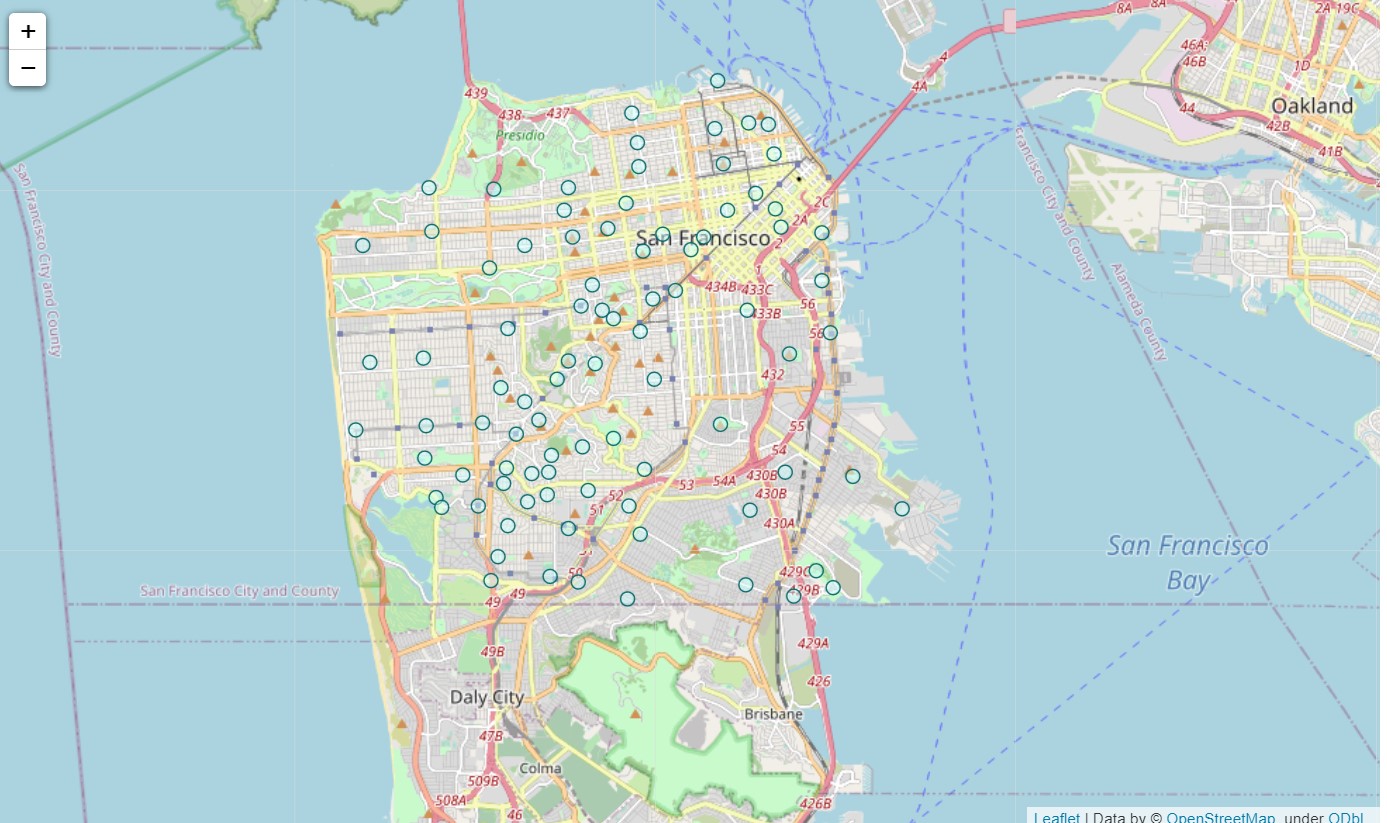 +
−
8A
8A
2A 19C
46A;
46B
4
1D
4A
439
438
437
44
Oakland
42B
Presidio
41B
San Francisco City and County
Francisco City and County
2C
2A
San Francisco
2
1
Alameda County
434B
433C
56
433B
56
432
55
54
430B
54A
53
430B
52
51
430A
San Francisco
Bay
51
50
429C
San Francisco City and County
49
49
429B
49B
429A
426
Daly City
Brisbane
47B
Colma
509B
508A
46
426B
Leaflet | Data by © OpenStreetMap, under ODbL